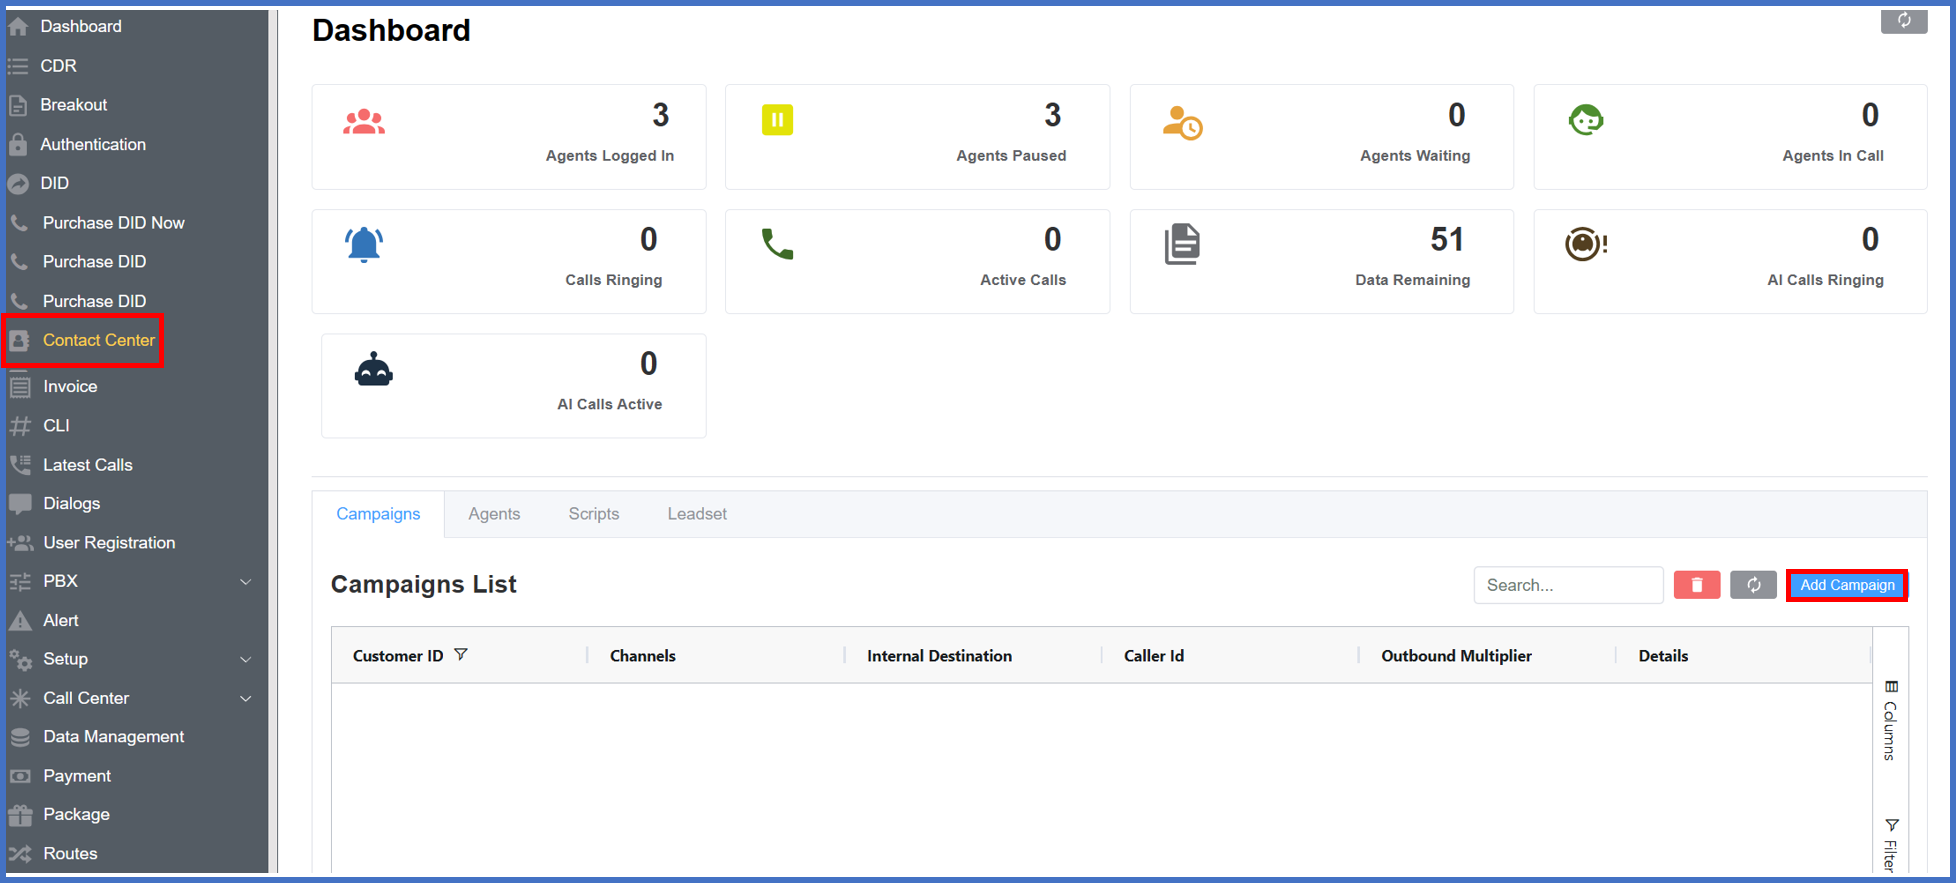 Dashboard
CDR
Breakout
Authentication
DID
Purchase DID Now
Purchase DID
Purchase DID
Contact Center
Invoice
CLI
Latest Calls
Dialogs
User Registration
PBX
Alert
Setup
Call Center
Data Management
Payment
Package
Routes
Dashboard
3
Agents Logged In
3
Agents Paused
0
Agents Waiting
0
Agents In Call
0
Calls Ringing
0
Active Calls
51
Data Remaining
0
AI Calls Ringing
0
AI Calls Active
Campaigns Agents Scripts Leadset
Campaigns List
Search...
Add Campaign
Customer ID Channels Internal Destination Caller Id Outbound Multiplier Details
Columns
Filter